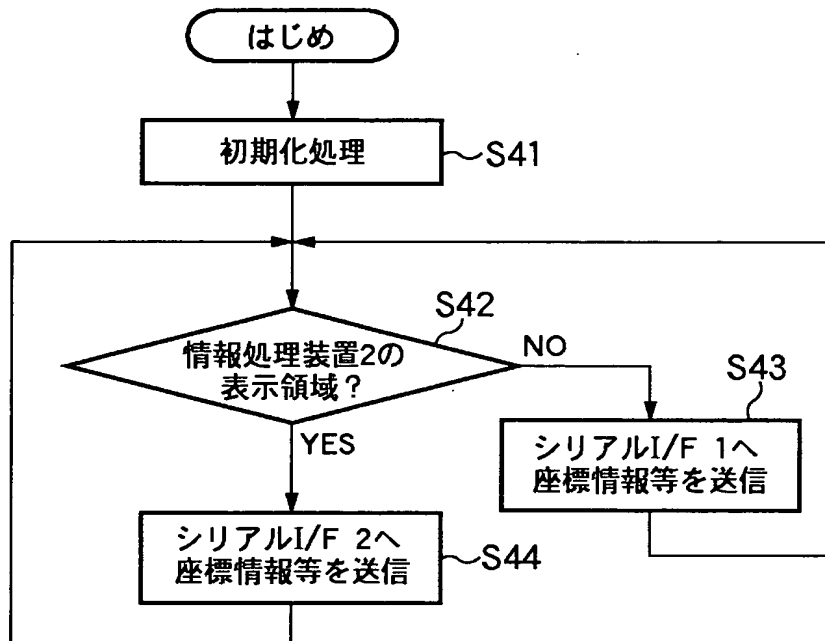 はじめ
初期化処理
S41
S42
情報処理装置2の
表示領域？
NO
YES
S43
シリアルI/F 1へ
座標情報等を送信
シリアルI/F 2へ
座標情報等を送信
S44